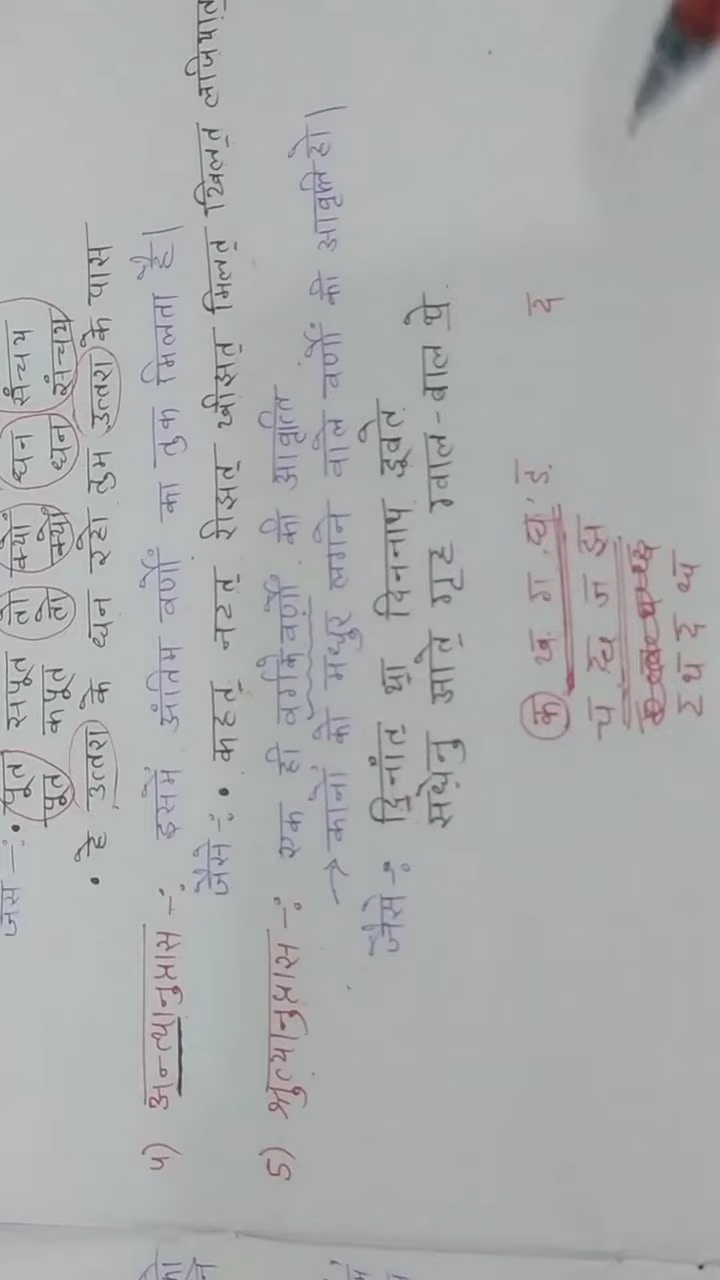 जैसे -: • पूत सपूत तो क्यों धन संचय
पूत कपूत तो क्यों धन संचय
• है उत्तरा के धन रहो तुम उत्तरा के पास
4) अन्त्यानुप्रास -: इसमें अंतिम वर्णों का तुक मिलता है।
जैसे -: • कहत नटत रीझत खीझत मिलत खिलत लजियात
5) श्रुत्यानुप्रास -: एक ही वर्ग के वर्णों की आवृत्ति
→ कानों को मधुर लगने वाले वर्णों की आवृत्ति हो।
जैसे -: दिनांत था दिननाथ डूबते
सधेनु आते गृह ग्वाल-बाल थे
क ख ग घ ङ द
च छ ज झ
ट थ द ध